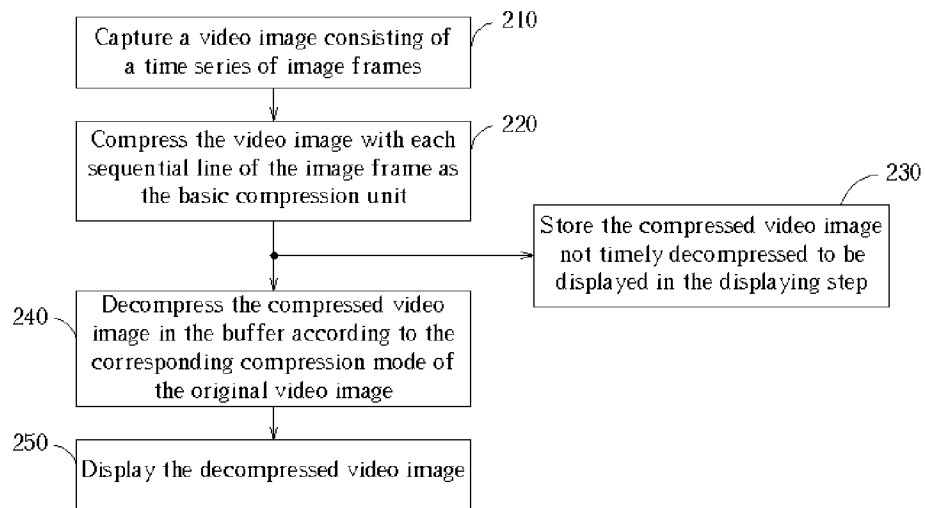 210
Capture a video image consisting of
a time series of image frames
220
Compress the video image with each
sequential line of the image frame as
the basic compression unit
230
Store the compressed video image
not timely decompressed to be
displayed in the displaying step
240
Decompress the compressed video
image in the buffer according to the
corresponding compression mode of
the original video image
250
Display the decompressed video image